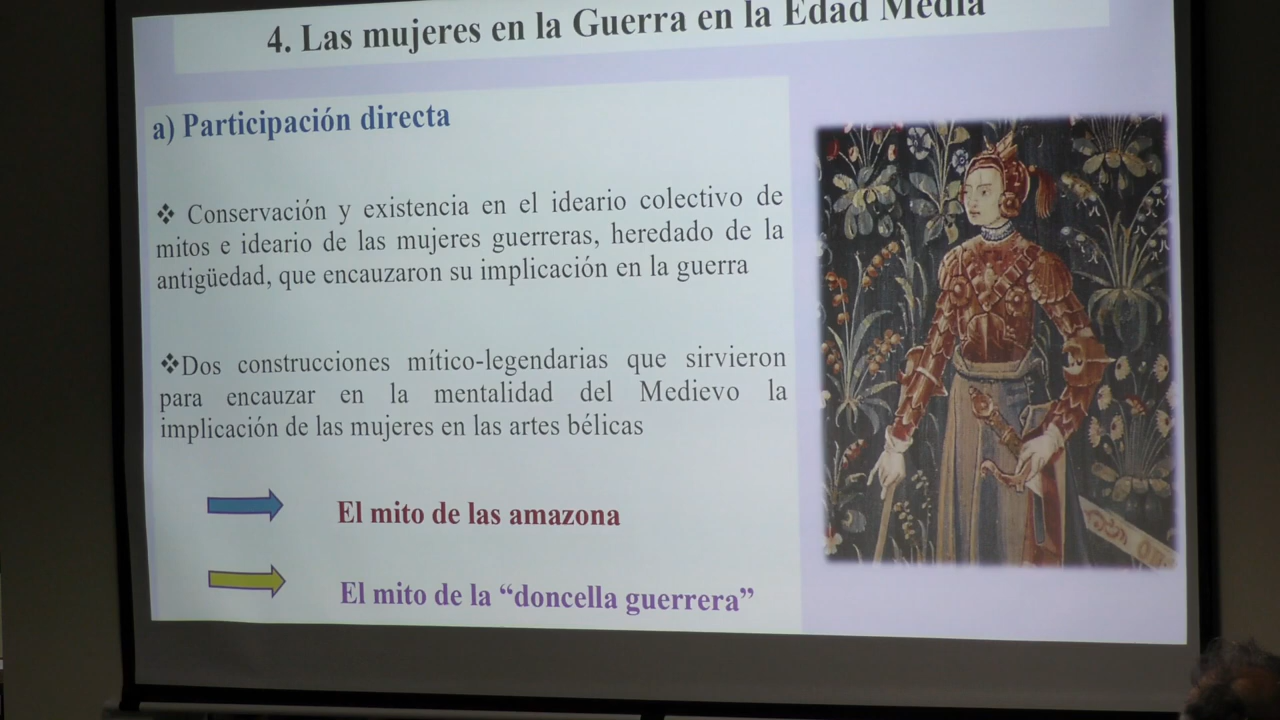 4. Las mujeres en la Guerra en la Edad Media
a) Participación directa
❖ Conservación y existencia en el ideario colectivo de
mitos e ideario de las mujeres guerreras, heredado de la
antigüedad, que encauzaron su implicación en la guerra
❖Dos construcciones mítico-legendarias que sirvieron
para encauzar en la mentalidad del Medievo la
implicación de las mujeres en las artes bélicas
El mito de las amazona
El mito de la “doncella guerrera”